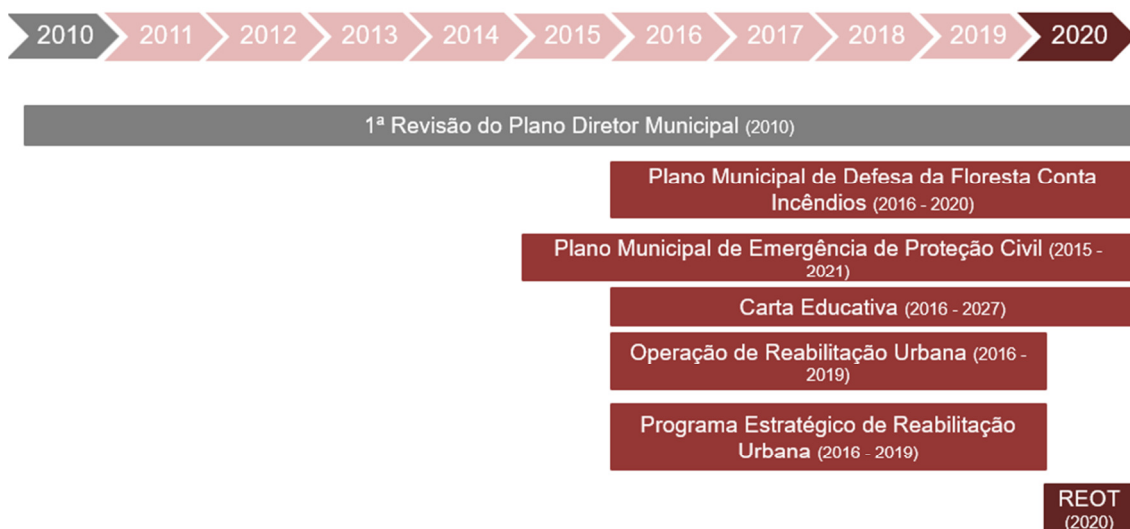 2010 2011 2012 2013 2014 2015 2016 2017 2018 2019 2020
1ª Revisão do Plano Diretor Municipal (2010)
Plano Municipal de Defesa da Floresta Conta
Incêndios (2016 - 2020)
Plano Municipal de Emergência de Proteção Civil (2015 -
2021)
Carta Educativa (2016 - 2027)
Operação de Reabilitação Urbana (2016 -
2019)
Programa Estratégico de Reabilitação
Urbana (2016 - 2019)
REOT
(2020)